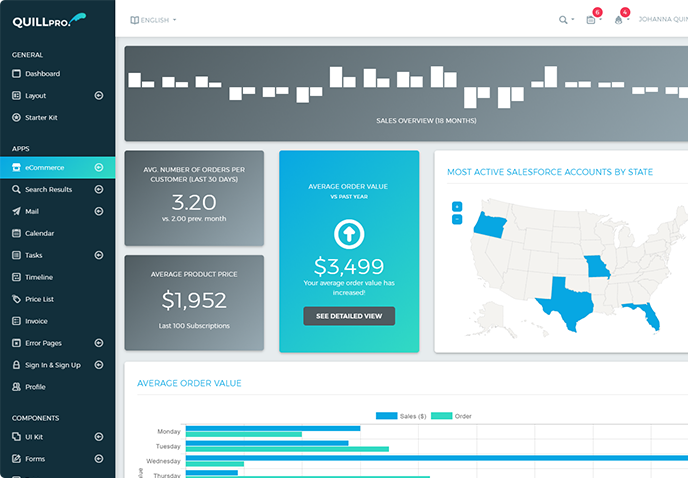 QUILLPRO.
ENGLISH
6
4
JOHANNA QUIN
GENERAL
Dashboard
Layout
Starter Kit
APPS
eCommerce
Search Results
Mail
Calendar
Tasks
Timeline
Price List
Invoice
Error Pages
Sign In & Sign Up
Profile
COMPONENTS
UI Kit
Forms
SALES OVERVIEW (18 MONTHS)
AVG. NUMBER OF ORDERS PER
CUSTOMER (LAST 30 DAYS)
3.20
vs. 2.00 prev. month
AVERAGE PRODUCT PRICE
$1,952
Last 100 Subscriptions
AVERAGE ORDER VALUE
VS PAST YEAR
$3,499
Your average order value has
increased!
SEE DETAILED VIEW
MOST ACTIVE SALESFORCE ACCOUNTS BY STATE
+
−
AVERAGE ORDER VALUE
Sales ($)
Order
Monday
Tuesday
Wednesday
Thursday